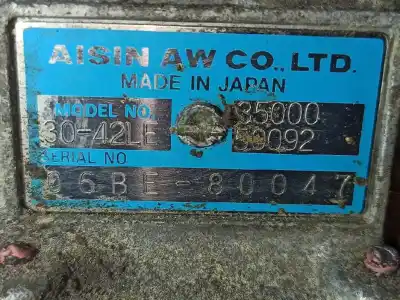 AISIN AW CO., LTD.
MADE IN JAPAN
MODEL NO. 35000
30-42LE 50092
SERIAL NO
06BE-80047